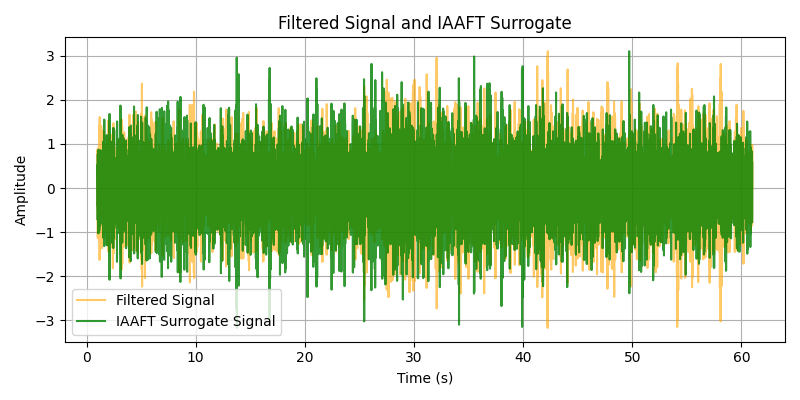 Filtered Signal and IAAFT Surrogate
3
2
1
0
−1
−2
−3
Amplitude
Filtered Signal
IAAFT Surrogate Signal
0 10 20 30 40 50 60
Time (s)